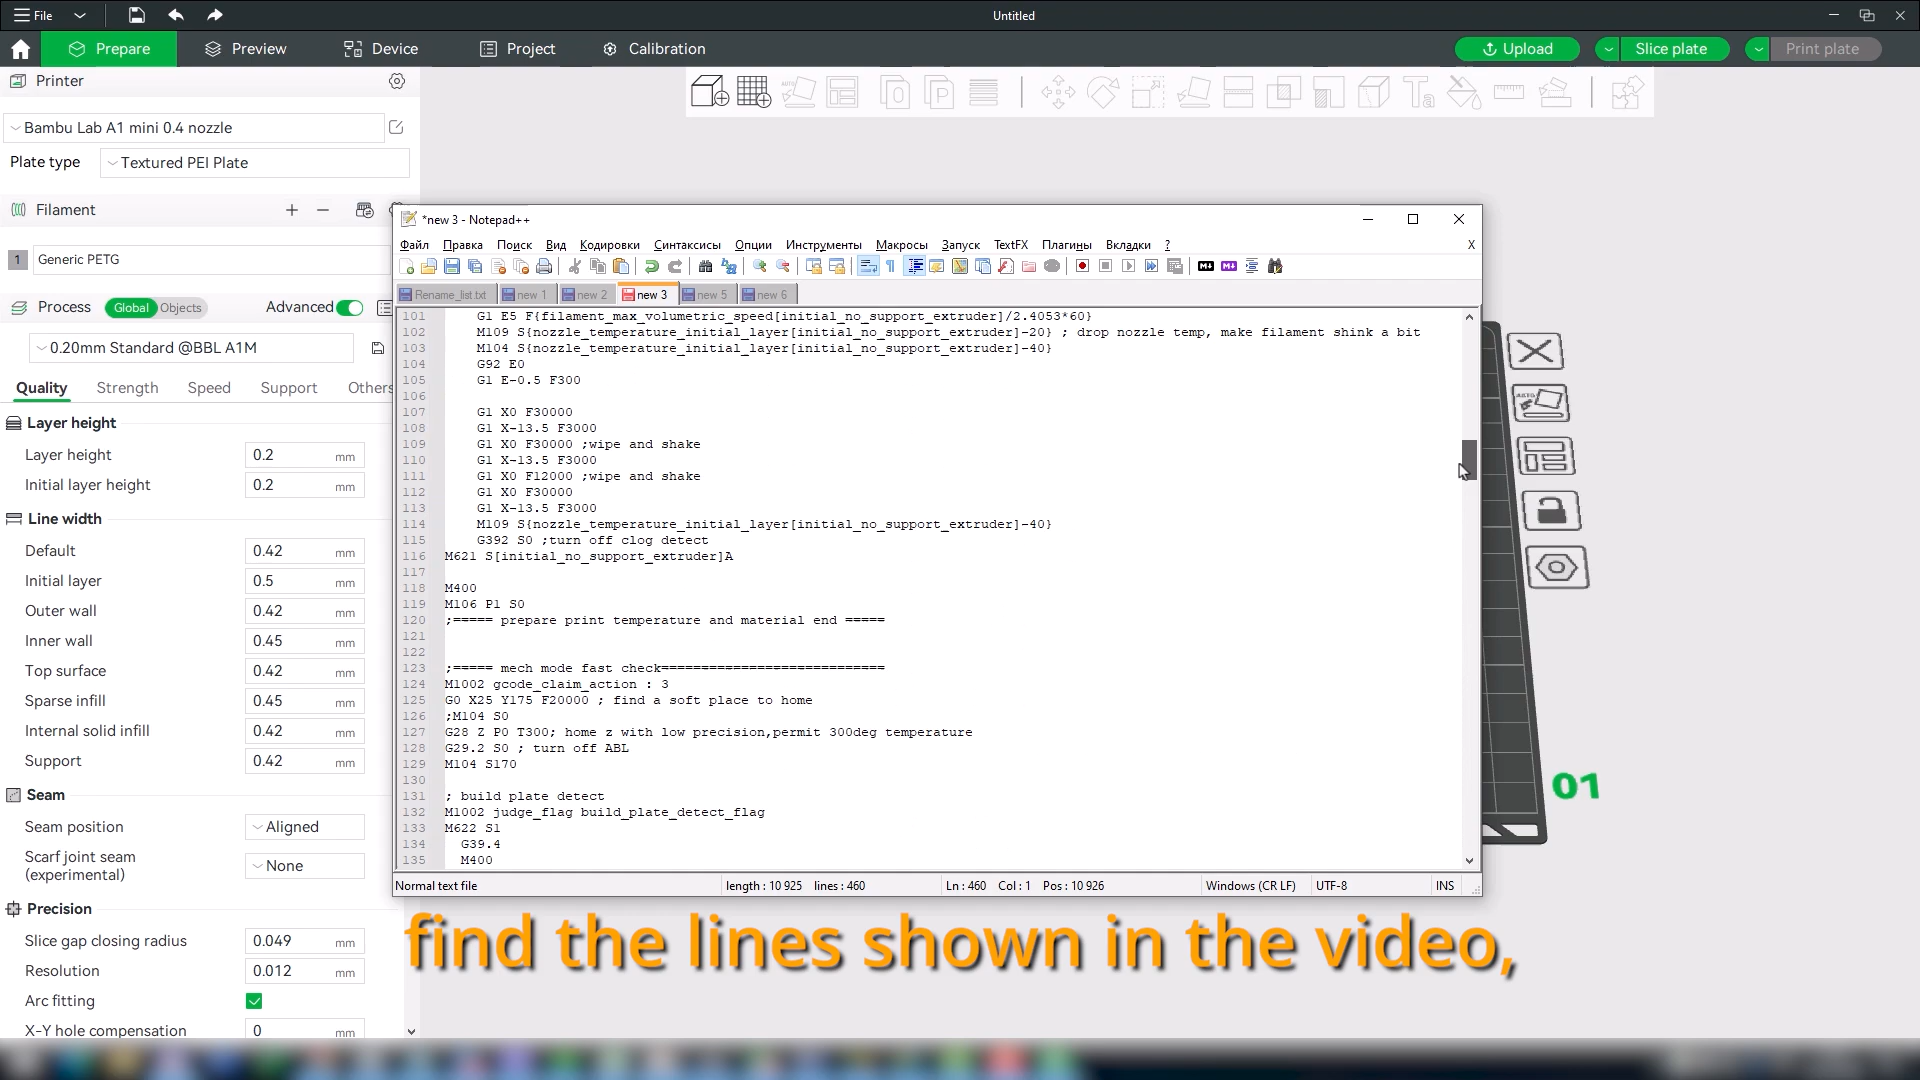 File
Untitled
Prepare
Preview
Device
Project
Calibration
Upload
Slice plate
Print plate
Printer
Bambu Lab A1 mini 0.4 nozzle
Plate type
Textured PEI Plate
Filament
1
Generic PETG
Process
Global
Objects
Advanced
0.20mm Standard @BBL A1M
Quality
Strength
Speed
Support
Others
Layer height
Layer height 0.2 mm
Initial layer height 0.2 mm
Line width
Default 0.42 mm
Initial layer 0.5 mm
Outer wall 0.42 mm
Inner wall 0.45 mm
Top surface 0.42 mm
Sparse infill 0.45 mm
Internal solid infill 0.42 mm
Support 0.42 mm
Seam
Seam position Aligned
Scarf joint seam
(experimental) None
Precision
Slice gap closing radius 0.049 mm
Resolution 0.012 mm
Arc fitting
X-Y hole compensation 0 mm
*new 3 - Notepad++
Файл Правка Поиск Вид Кодировки Синтаксисы Опции Инструменты Макросы Запуск TextFX Плагины Вкладки ? X
Rename_list.txt new 1 new 2 new 3 new 5 new 6
101 G1 E5 F{filament_max_volumetric_speed[initial_no_support_extruder]/2.4053*60}
102 M109 S{nozzle_temperature_initial_layer[initial_no_support_extruder]-20} ; drop nozzle temp, make filament shink a bit
103 M104 S{nozzle_temperature_initial_layer[initial_no_support_extruder]-40}
104 G92 E0
105 G1 E-0.5 F300
106
107 G1 X0 F30000
108 G1 X-13.5 F3000
109 G1 X0 F30000 ;wipe and shake
110 G1 X-13.5 F3000
111 G1 X0 F12000 ;wipe and shake
112 G1 X0 F30000
113 G1 X-13.5 F3000
114 M109 S{nozzle_temperature_initial_layer[initial_no_support_extruder]-40}
115 G392 S0 ;turn off clog detect
116 M621 S[initial_no_support_extruder]A
117
118 M400
119 M106 P1 S0
120 ;===== prepare print temperature and material end =====
121
122
123 ;===== mech mode fast check============================
124 M1002 gcode_claim_action : 3
125 G0 X25 Y175 F20000 ; find a soft place to home
126 ;M104 S0
127 G28 Z P0 T300; home z with low precision,permit 300deg temperature
128 G29.2 S0 ; turn off ABL
129 M104 S170
130
131 ; build plate detect
132 M1002 judge_flag build_plate_detect_flag
133 M622 S1
134 G39.4
135 M400
Normal text file length : 10 925 lines : 460 Ln : 460 Col : 1 Pos : 10 926 Windows (CR LF) UTF-8 INS
AUTO
01
find the lines shown in the video,